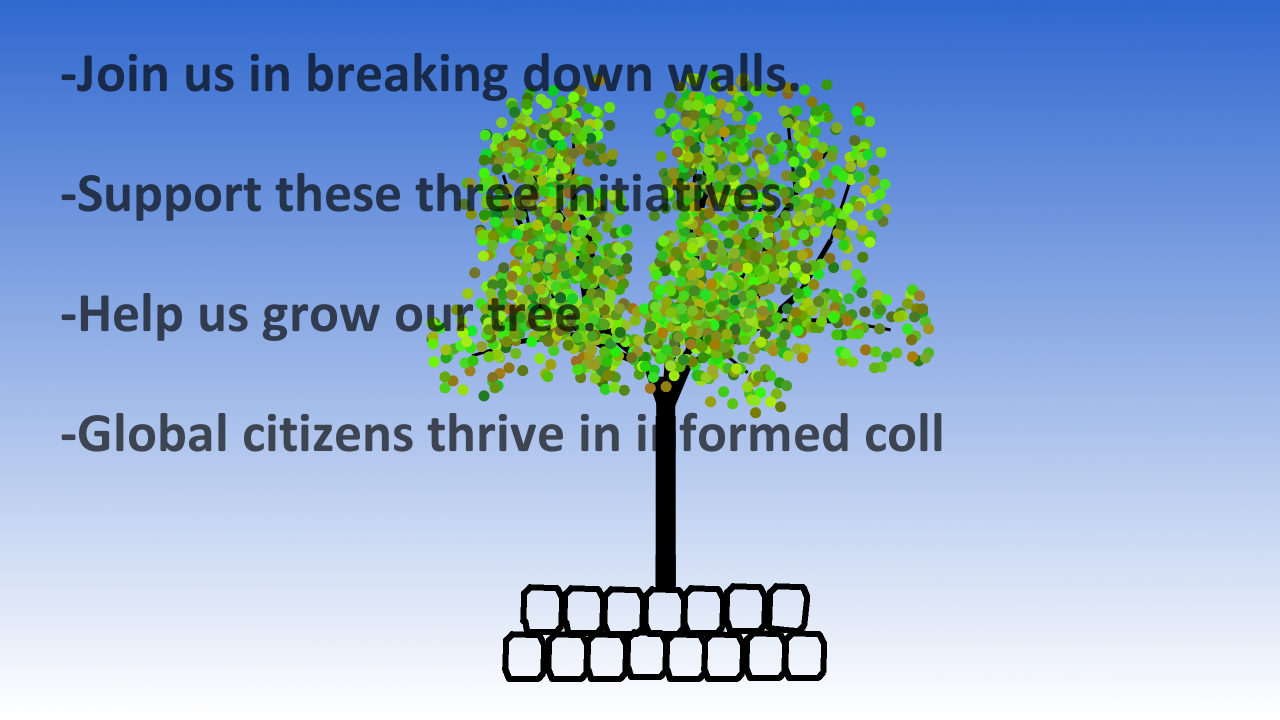 -Join us in breaking down walls.
-Support these three initiatives.
-Help us grow our tree.
-Global citizens thrive in informed coll